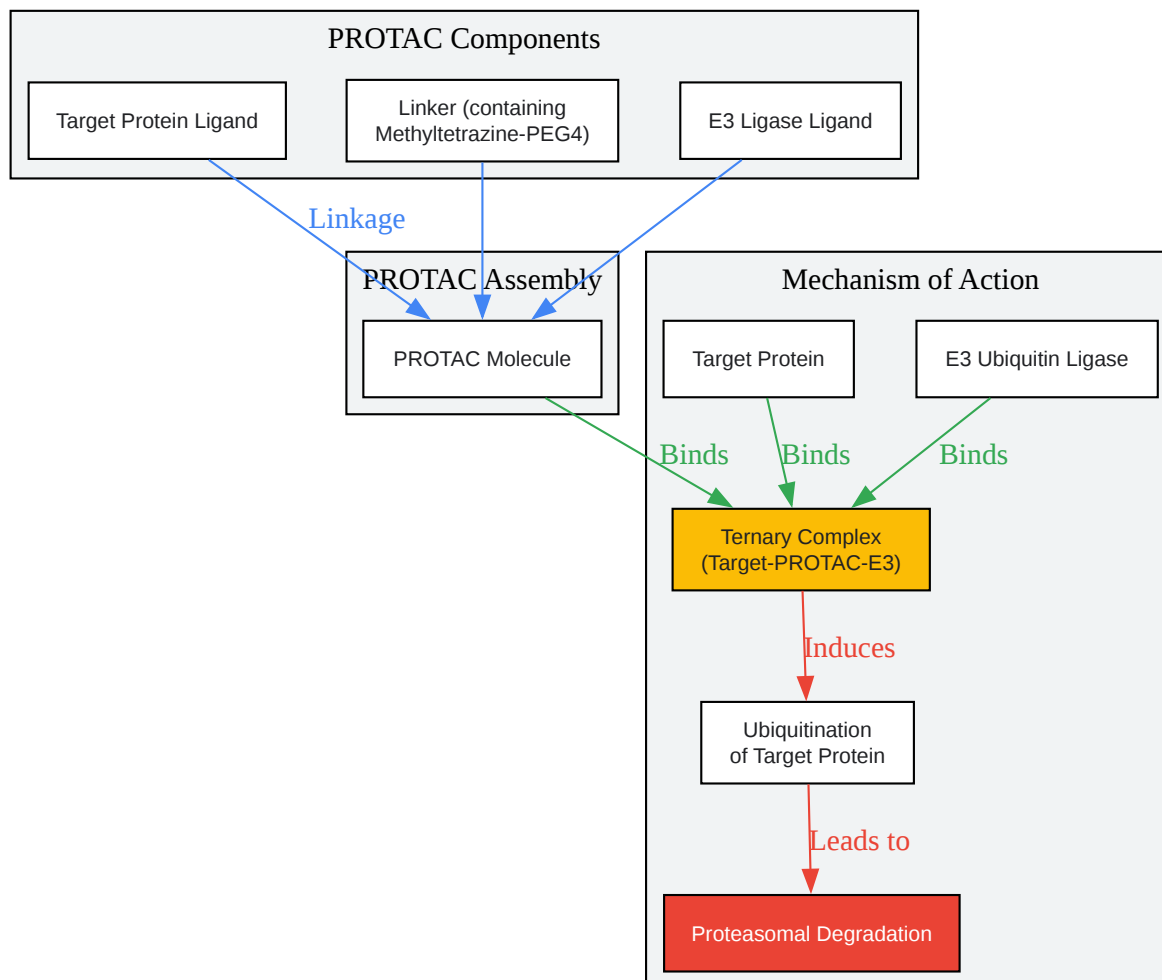 PROTAC Components
Target Protein Ligand
Linker (containing
Methyltetrazine-PEG4)
E3 Ligase Ligand
Linkage
PROTAC Assembly
PROTAC Molecule
Mechanism of Action
Target Protein
E3 Ubiquitin Ligase
Binds
Binds
Binds
Ternary Complex
(Target-PROTAC-E3)
Induces
Ubiquitination
of Target Protein
Leads to
Proteasomal Degradation